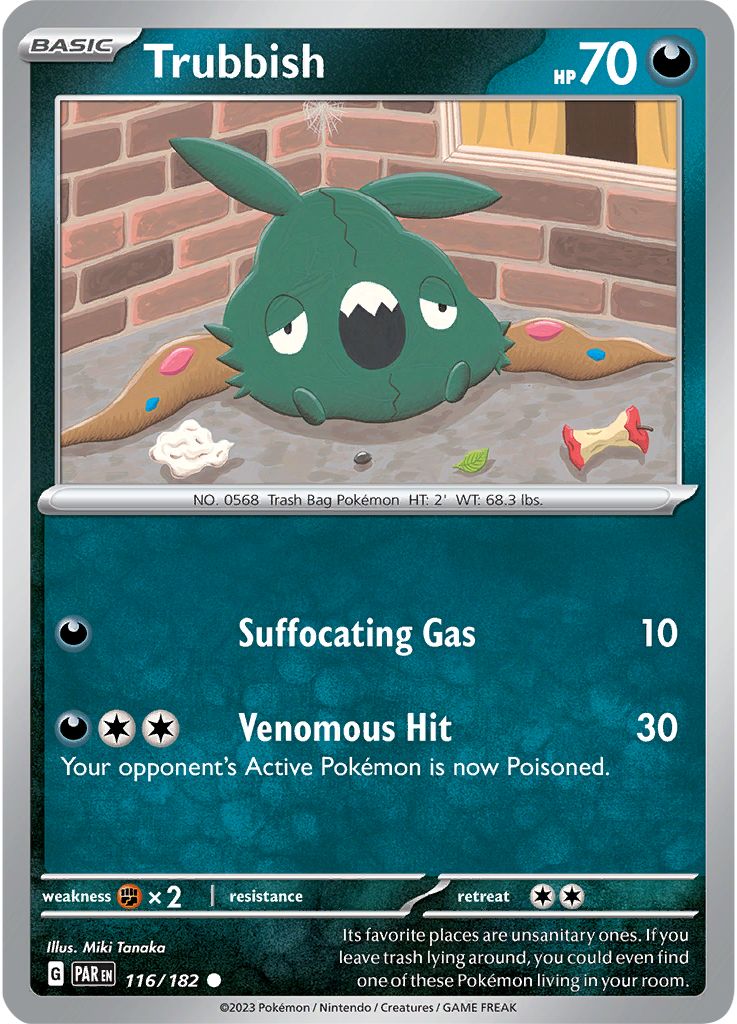 BASIC
Trubbish
HP 70
NO. 0568 Trash Bag Pokémon HT: 2' WT: 68.3 lbs.
Suffocating Gas 10
Venomous Hit 30
Your opponent's Active Pokémon is now Poisoned.
weakness ×2 resistance retreat
Illus. Miki Tanaka
Its favorite places are unsanitary ones. If you
leave trash lying around, you could even find
one of these Pokémon living in your room.
G PAR EN 116/182
©2023 Pokémon / Nintendo / Creatures / GAME FREAK